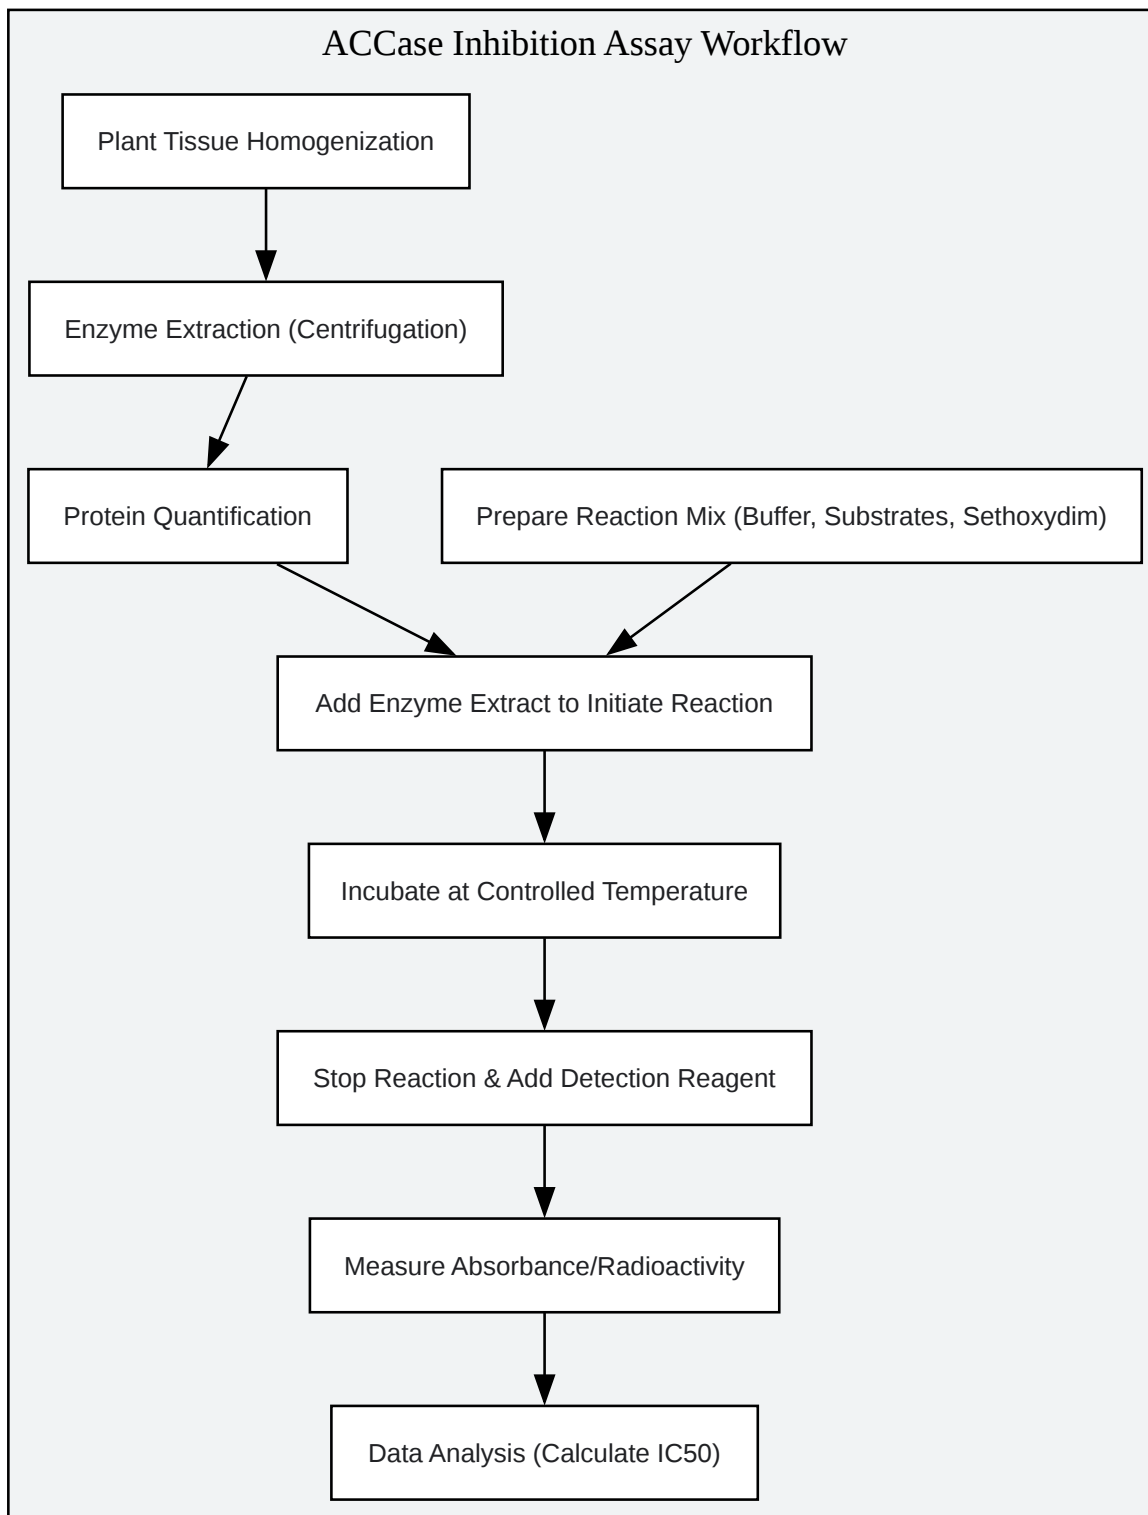 ACCase Inhibition Assay Workflow
Plant Tissue Homogenization
Enzyme Extraction (Centrifugation)
Protein Quantification
Prepare Reaction Mix (Buffer, Substrates, Sethoxydim)
Add Enzyme Extract to Initiate Reaction
Incubate at Controlled Temperature
Stop Reaction & Add Detection Reagent
Measure Absorbance/Radioactivity
Data Analysis (Calculate IC50)